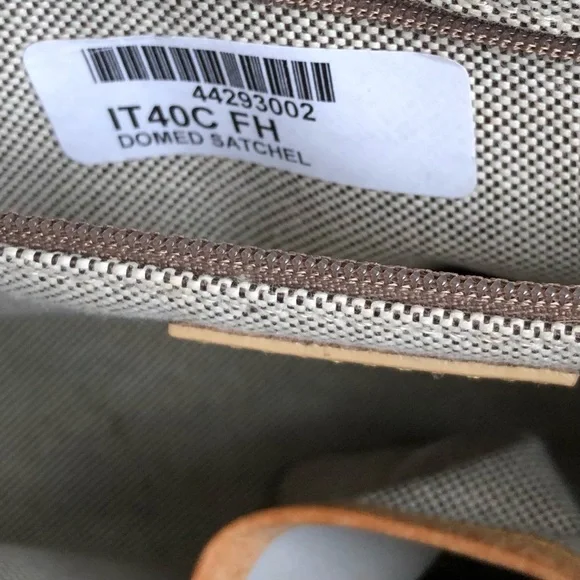 44293002
IT40C FH
DOMED SATCHEL